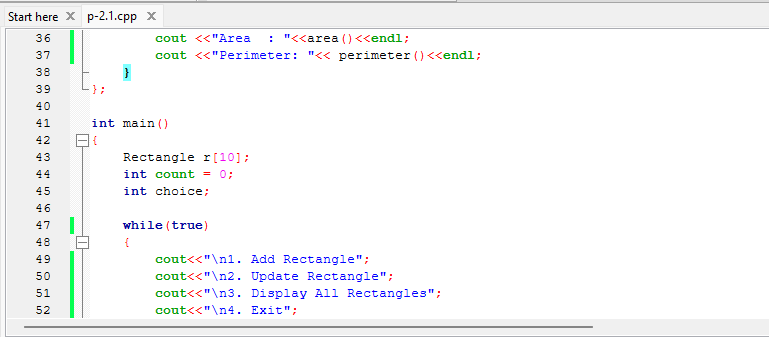 Start here X p-2.1.cpp X
36 cout <<"Area  : "<<area()<<endl;
37 cout <<"Perimeter: "<< perimeter()<<endl;
38 }
39 };
40
41 int main()
42 {
43 Rectangle r[10];
44 int count = 0;
45 int choice;
46
47 while(true)
48 {
49 cout<<"\n1. Add Rectangle";
50 cout<<"\n2. Update Rectangle";
51 cout<<"\n3. Display All Rectangles";
52 cout<<"\n4. Exit";